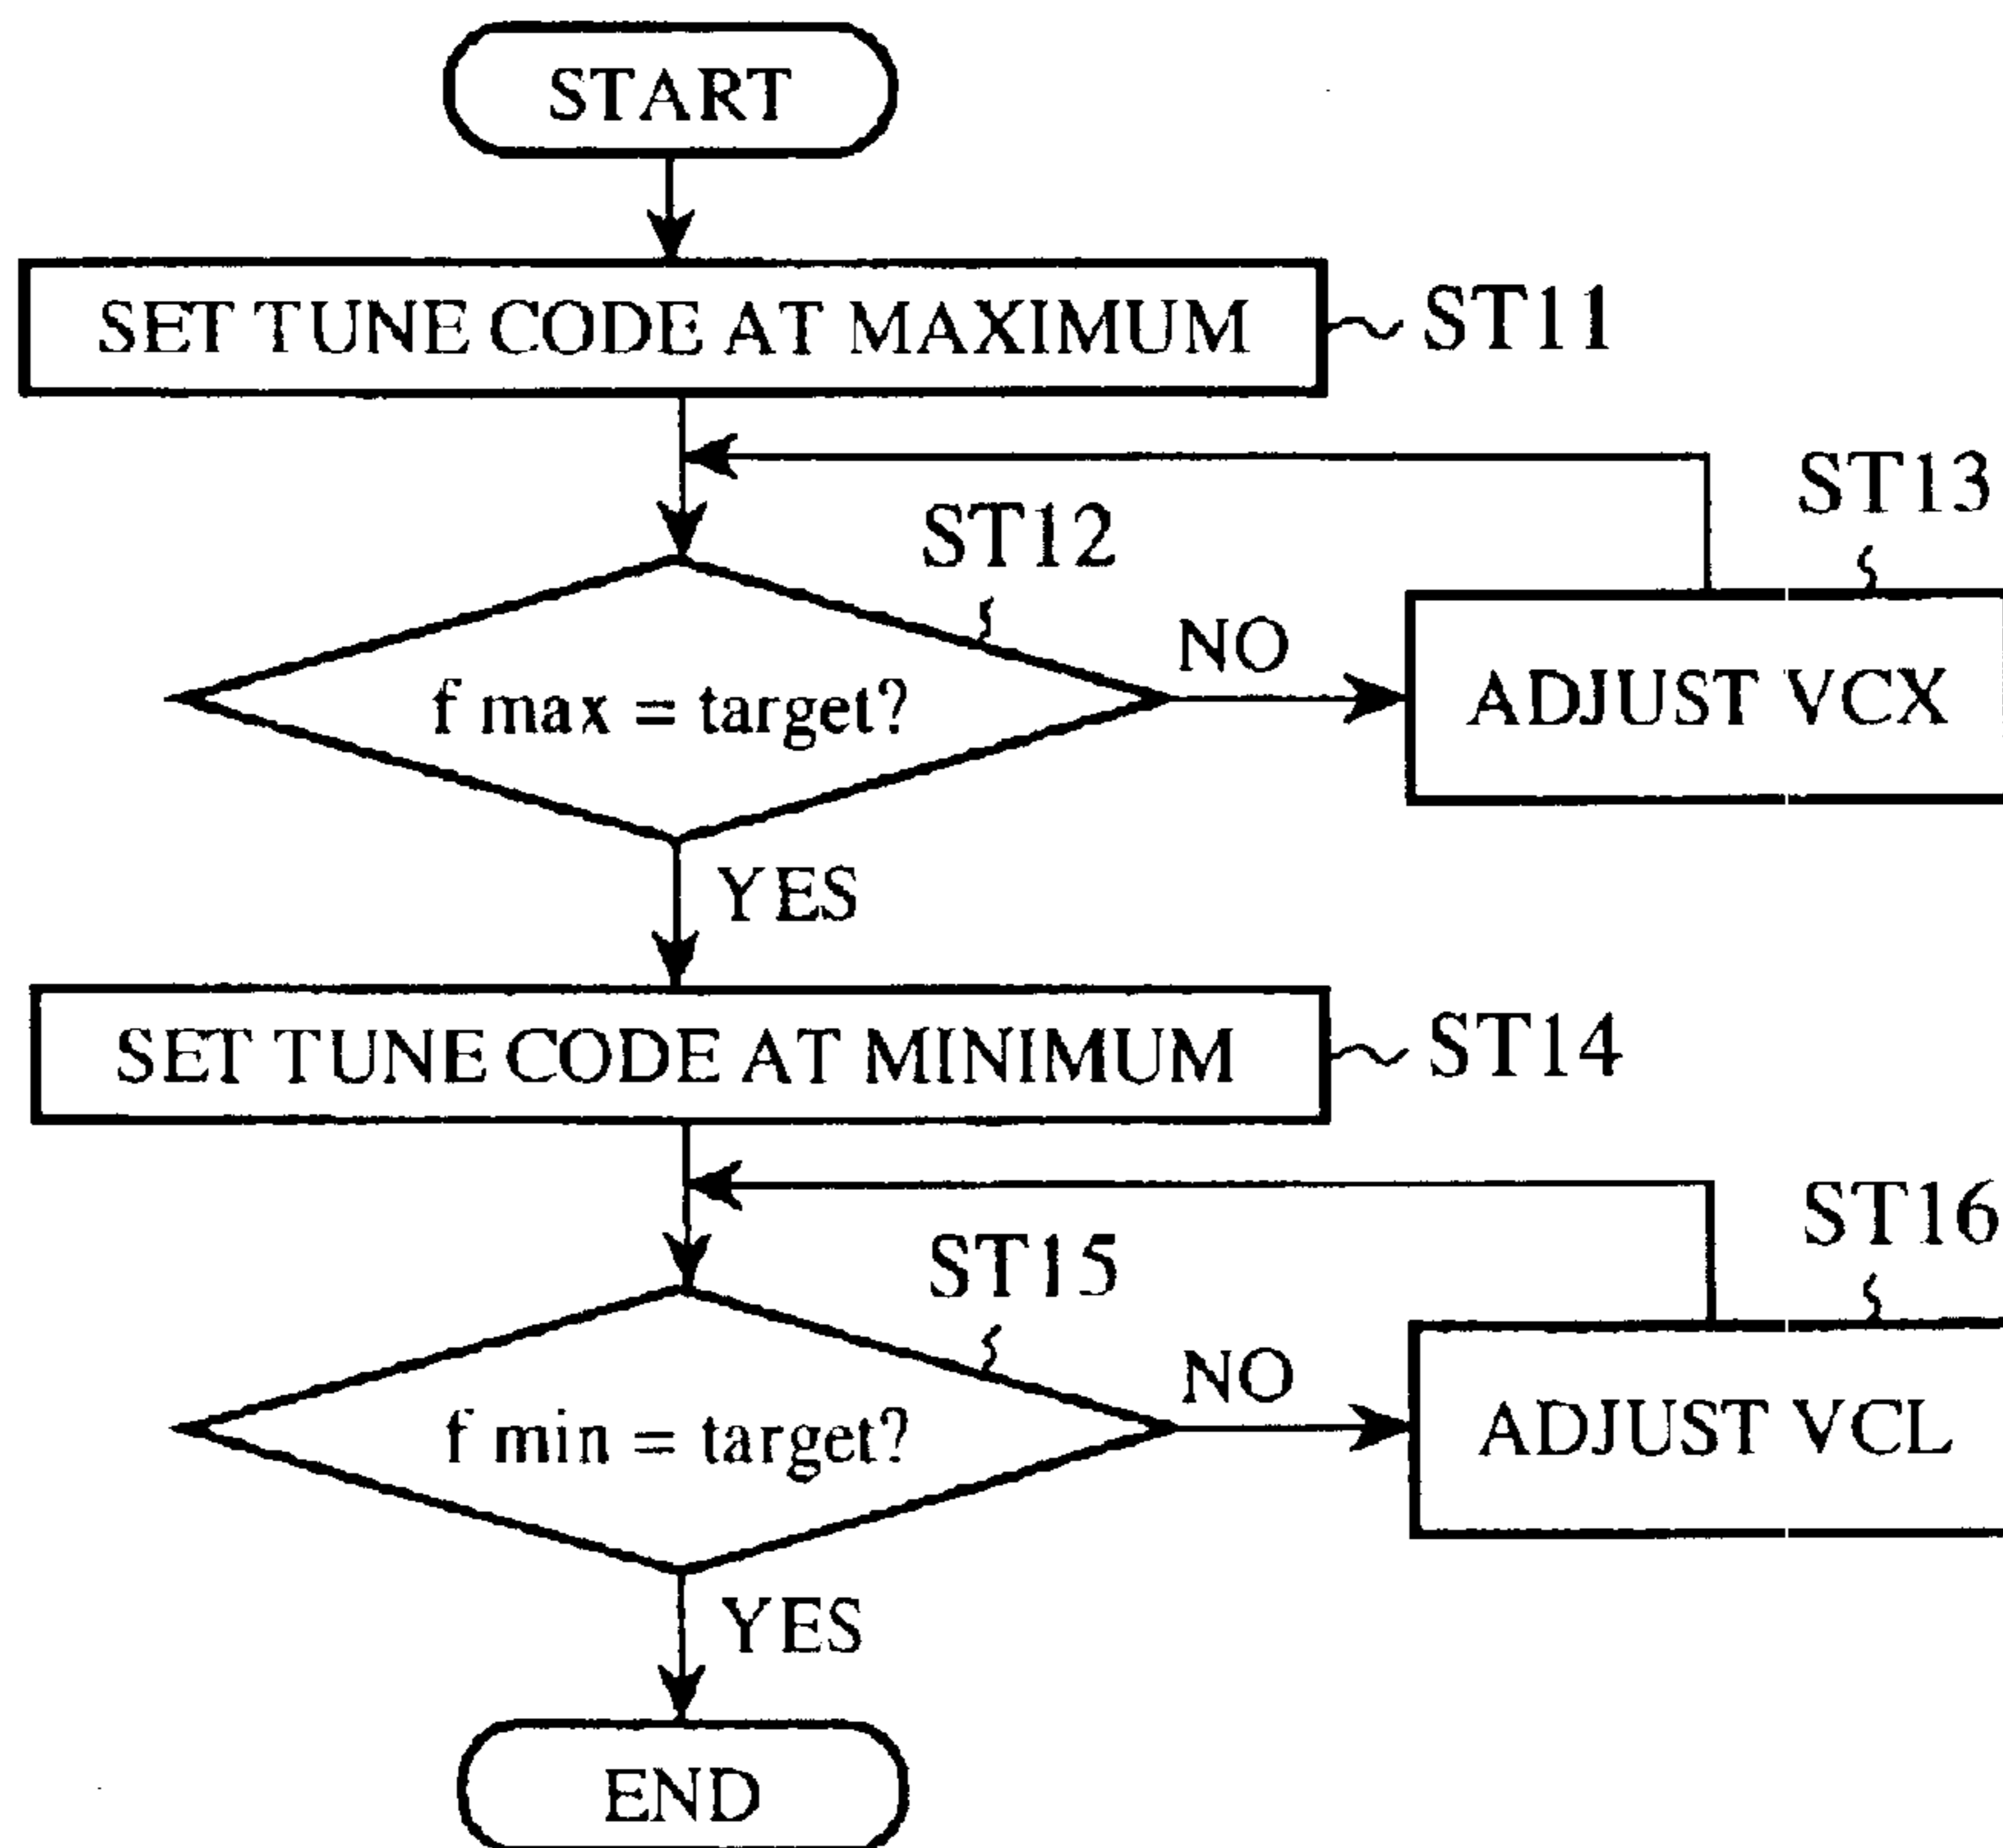 START
SET TUNE CODE AT MAXIMUM
ST11
ST13
ST12
NO
f max = target?
ADJUST VCX
YES
SET TUNE CODE AT MINIMUM
ST14
ST16
ST15
NO
f min = target?
ADJUST VCL
YES
END